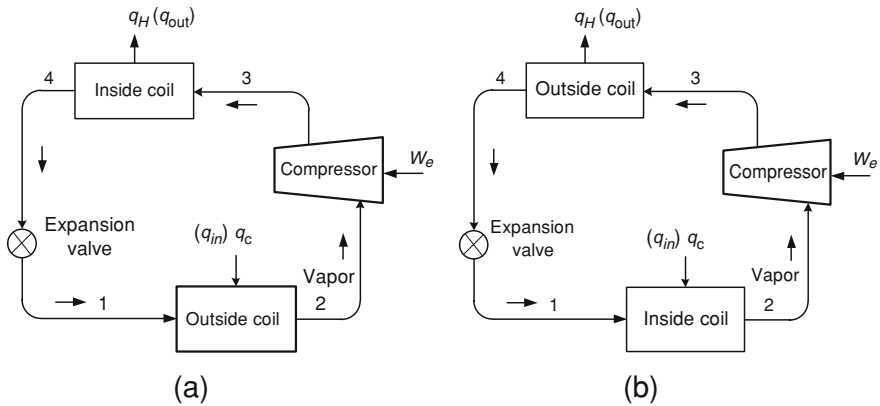 q_H (q_out)
4
Inside coil
3
Compressor
W_e
Expansion
valve
(q_in) q_c
Vapor
1
Outside coil
2
(a)
q_H (q_out)
4
Outside coil
3
Compressor
W_e
Expansion
valve
(q_in) q_c
Vapor
1
Inside coil
2
(b)